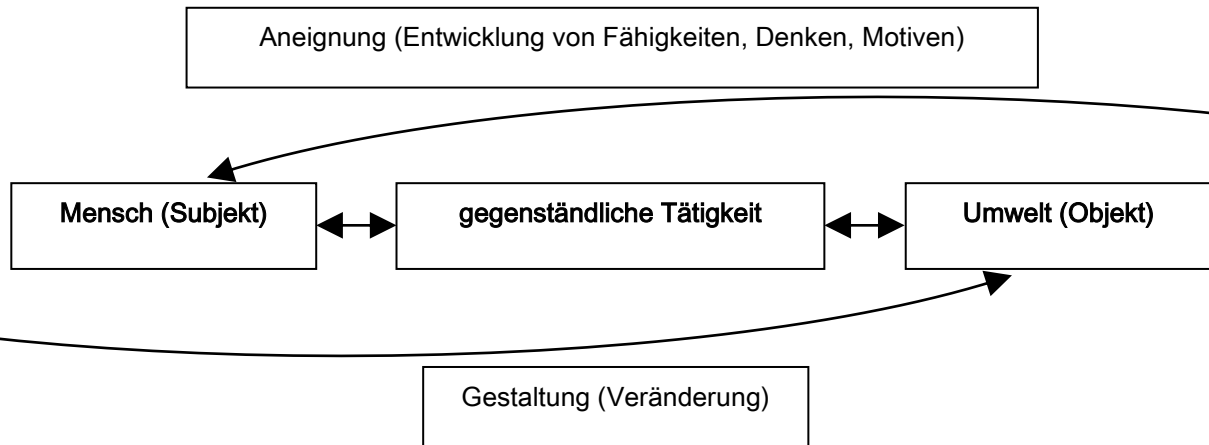 Aneignung (Entwicklung von Fähigkeiten, Denken, Motiven)
Mensch (Subjekt)
gegenständliche Tätigkeit
Umwelt (Objekt)
Gestaltung (Veränderung)